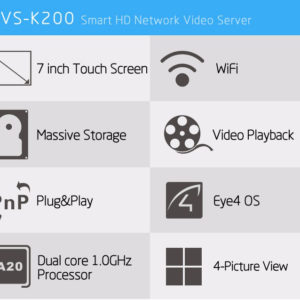 VS-K200 Smart HD Network Video Server
7 inch Touch Screen
WiFi
Massive Storage
Video Playback
PnP
Plug&Play
Eye4 OS
A20
Dual core 1.0GHz
Processor
4-Picture View